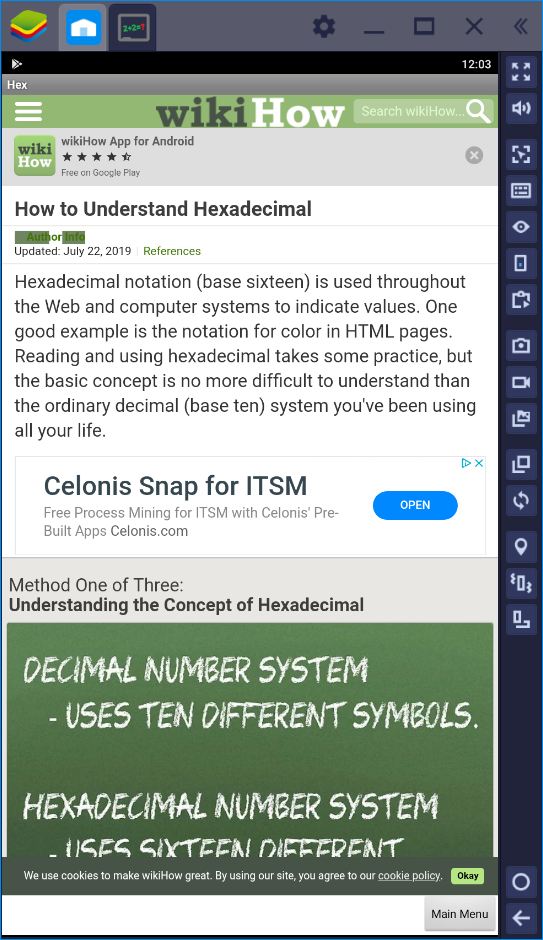 2+2=?
12:03
Hex
wikiHow
Search wikiHow...
wiki
How
wikiHow App for Android
Free on Google Play
How to Understand Hexadecimal
Author Info
Updated: July 22, 2019 | References
Hexadecimal notation (base sixteen) is used throughout
the Web and computer systems to indicate values. One
good example is the notation for color in HTML pages.
Reading and using hexadecimal takes some practice, but
the basic concept is no more difficult to understand than
the ordinary decimal (base ten) system you've been using
all your life.
Celonis Snap for ITSM
Free Process Mining for ITSM with Celonis' Pre-
Built Apps Celonis.com
OPEN
Method One of Three:
Understanding the Concept of Hexadecimal
DECIMAL NUMBER SYSTEM
- USES TEN DIFFERENT SYMBOLS.
HEXADECIMAL NUMBER SYSTEM
- USES SIXTEEN DIFFERENT
We use cookies to make wikiHow great. By using our site, you agree to our cookie policy.
Okay
Main Menu